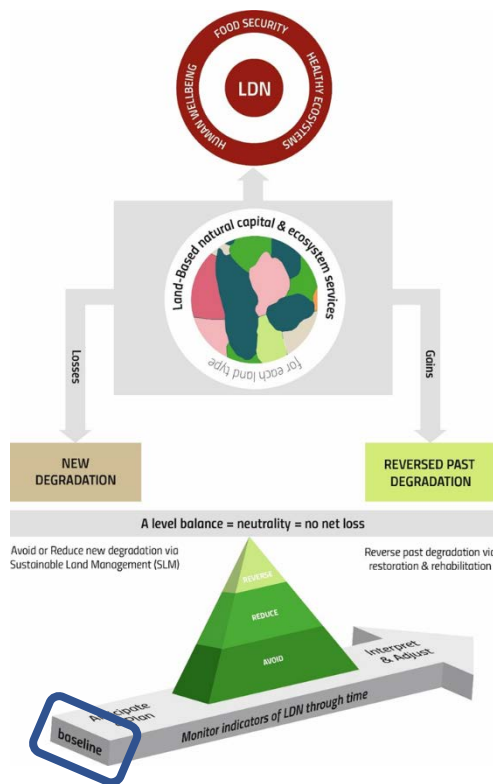 FOOD SECURITY
HUMAN WELLBEING
HEALTHY ECOSYSTEMS
LDN
Land-Based natural capital & ecosystem services
for each land type
Losses
Gains
NEW
DEGRADATION
REVERSED PAST
DEGRADATION
A level balance = neutrality = no net loss
Avoid or Reduce new degradation via
Sustainable Land Management (SLM)
Reverse past degradation via
restoration & rehabilitation
REVERSE
REDUCE
AVOID
Interpret
& Adjust
Plan
Monitor indicators of LDN through time
baseline